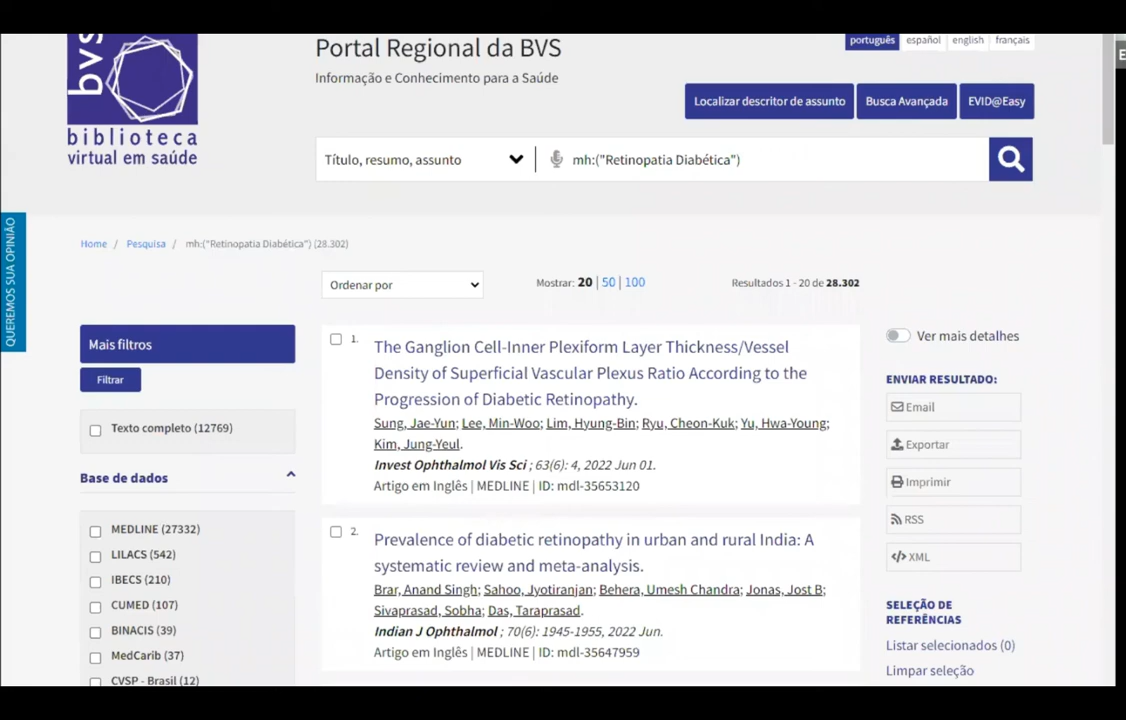 bvs
biblioteca
virtual em saúde
Portal Regional da BVS
Informação e Conhecimento para a Saúde
português
español
english
français
Localizar descritor de assunto
Busca Avançada
EVID@Easy
Título, resumo, assunto
mh:("Retinopatia Diabética")
QUEREMOS SUA OPINIÃO
Home / Pesquisa / mh:("Retinopatia Diabética") (28.302)
Ordenar por
Mostrar: 20 | 50 | 100
Resultados 1 - 20 de 28.302
Mais filtros
Filtrar
Texto completo (12769)
Base de dados
MEDLINE (27332)
LILACS (542)
IBECS (210)
CUMED (107)
BINACIS (39)
MedCarib (37)
CVSP - Brasil (12)
1.
The Ganglion Cell-Inner Plexiform Layer Thickness/Vessel
Density of Superficial Vascular Plexus Ratio According to the
Progression of Diabetic Retinopathy.
Sung, Jae-Yun; Lee, Min-Woo; Lim, Hyung-Bin; Ryu, Cheon-Kuk; Yu, Hwa-Young;
Kim, Jung-Yeul.
Invest Ophthalmol Vis Sci ; 63(6): 4, 2022 Jun 01.
Artigo em Inglês | MEDLINE | ID: mdl-35653120
2.
Prevalence of diabetic retinopathy in urban and rural India: A
systematic review and meta-analysis.
Brar, Anand Singh; Sahoo, Jyotiranjan; Behera, Umesh Chandra; Jonas, Jost B;
Sivaprasad, Sobha; Das, Taraprasad.
Indian J Ophthalmol ; 70(6): 1945-1955, 2022 Jun.
Artigo em Inglês | MEDLINE | ID: mdl-35647959
Ver mais detalhes
ENVIAR RESULTADO:
Email
Exportar
Imprimir
RSS
</> XML
SELEÇÃO DE
REFERÊNCIAS
Listar selecionados (0)
Limpar seleção
E